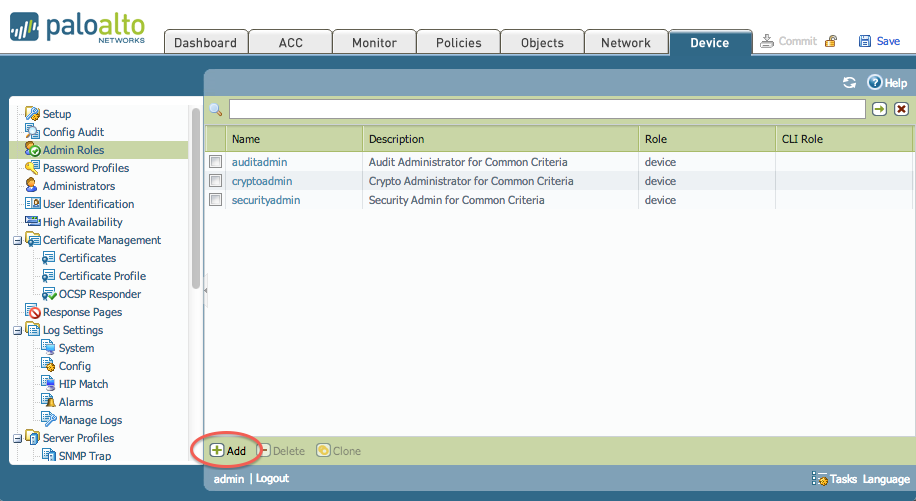 paloalto
NETWORKS
Dashboard ACC Monitor Policies Objects Network Device Commit Save
Help
Setup
Config Audit
Admin Roles
Password Profiles
Administrators
User Identification
High Availability
Certificate Management
Certificates
Certificate Profile
OCSP Responder
Response Pages
Log Settings
System
Config
HIP Match
Alarms
Manage Logs
Server Profiles
SNMP Trap
Name Description Role CLI Role
auditadmin Audit Administrator for Common Criteria device
cryptoadmin Crypto Administrator for Common Criteria device
securityadmin Security Admin for Common Criteria device
Add Delete Clone
admin | Logout Tasks Language